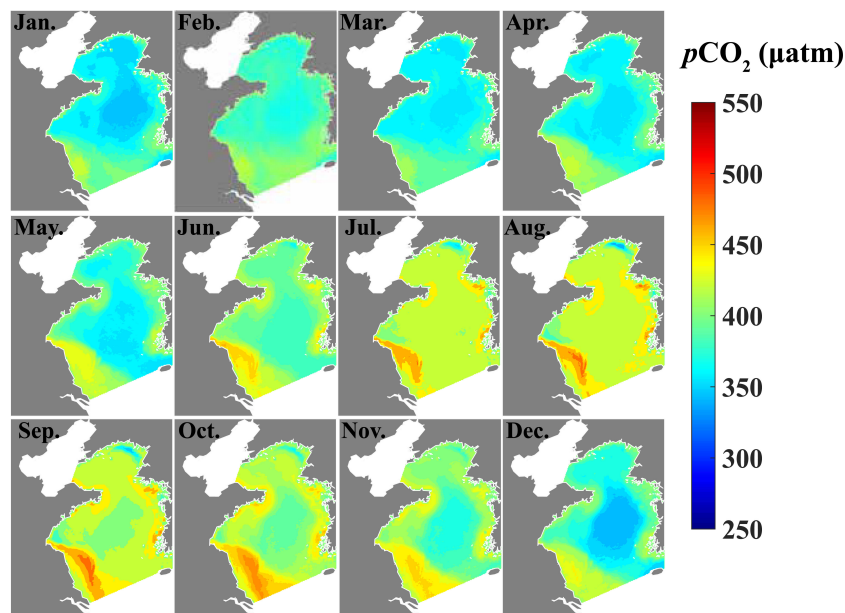 Jan.
Feb.
Mar.
Apr.
pCO₂ (μatm)
May.
Jun.
Jul.
Aug.
Sep.
Oct.
Nov.
Dec.
550
500
450
400
350
300
250